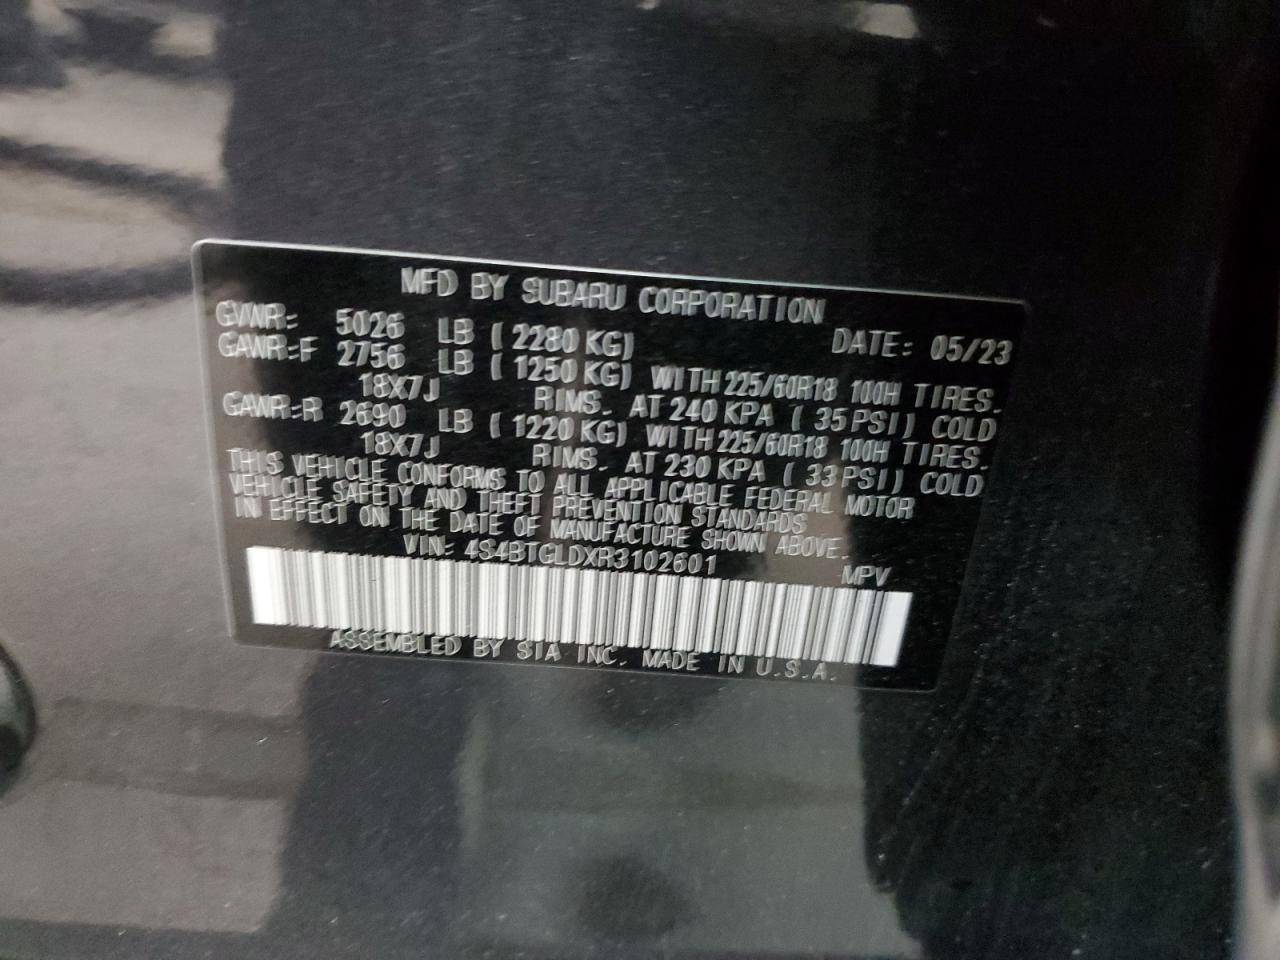 MFD BY SUBARU CORPORATION
GVWR: 5026 LB ( 2280 KG) DATE: 05/23
GAWR:F 2756 LB ( 1250 KG) WITH 225/60R18 100H TIRES.
18X7J RIMS. AT 240 KPA ( 35 PSI) COLD
GAWR:R 2690 LB ( 1220 KG) WITH 225/60R18 100H TIRES.
18X7J RIMS. AT 230 KPA ( 33 PSI) COLD
THIS VEHICLE CONFORMS TO ALL APPLICABLE FEDERAL MOTOR
VEHICLE SAFETY AND THEFT PREVENTION STANDARDS
IN EFFECT ON THE DATE OF MANUFACTURE SHOWN ABOVE.
VIN: 4S4BTGLDXR3102601 MPV
ASSEMBLED BY SIA INC. MADE IN U.S.A.